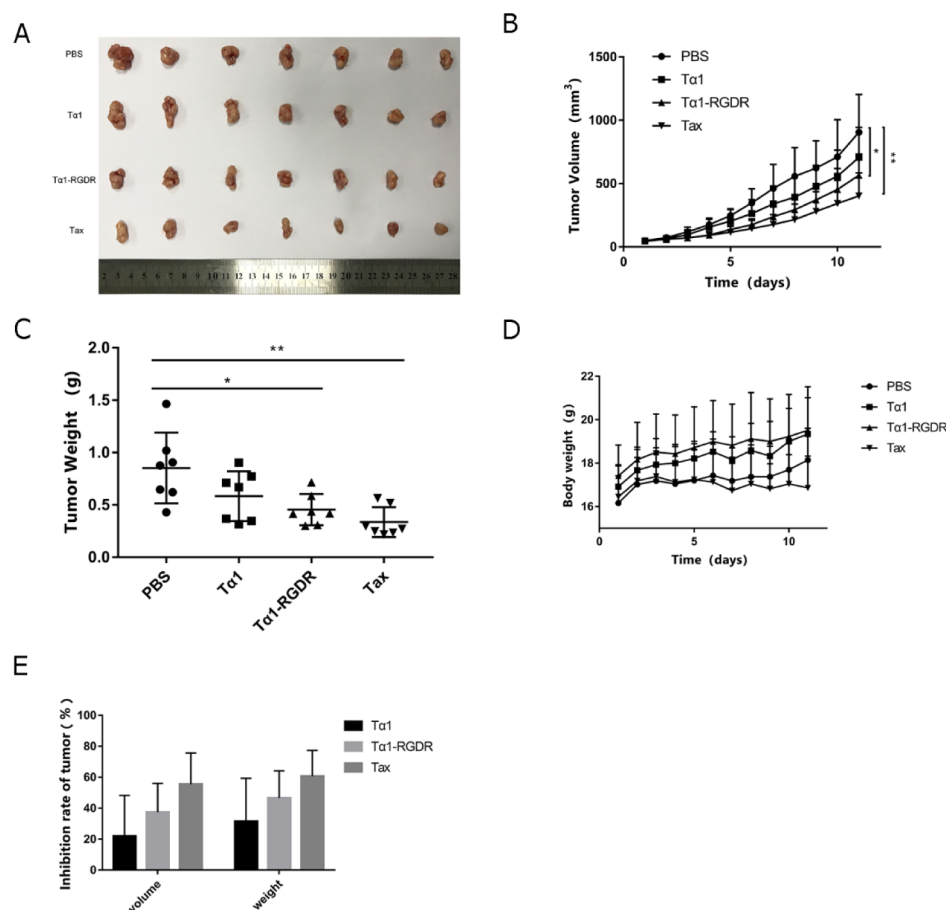 A
PBS
Tα1
Tα1-RGDR
Tax
2 3 4 5 6 7 8 9 10 11 12 13 14 15 16 17 18 19 20 21 22 23 24 25 26 27 28
B
1500
1000
500
0
Tumor Volume (mm³)
0 5 10
Time (days)
PBS
Tα1
Tα1-RGDR
Tax
*
**
C
2.0
1.5
1.0
0.5
0.0
Tumor Weight (g)
**
*
PBS
Tα1
Tα1-RGDR
Tax
D
22
20
18
16
Body weight (g)
0 5 10
Time (days)
PBS
Tα1
Tα1-RGDR
Tax
E
100
80
60
40
20
0
Inhibition rate of tumor ( % )
volume
weight
Tα1
Tα1-RGDR
Tax